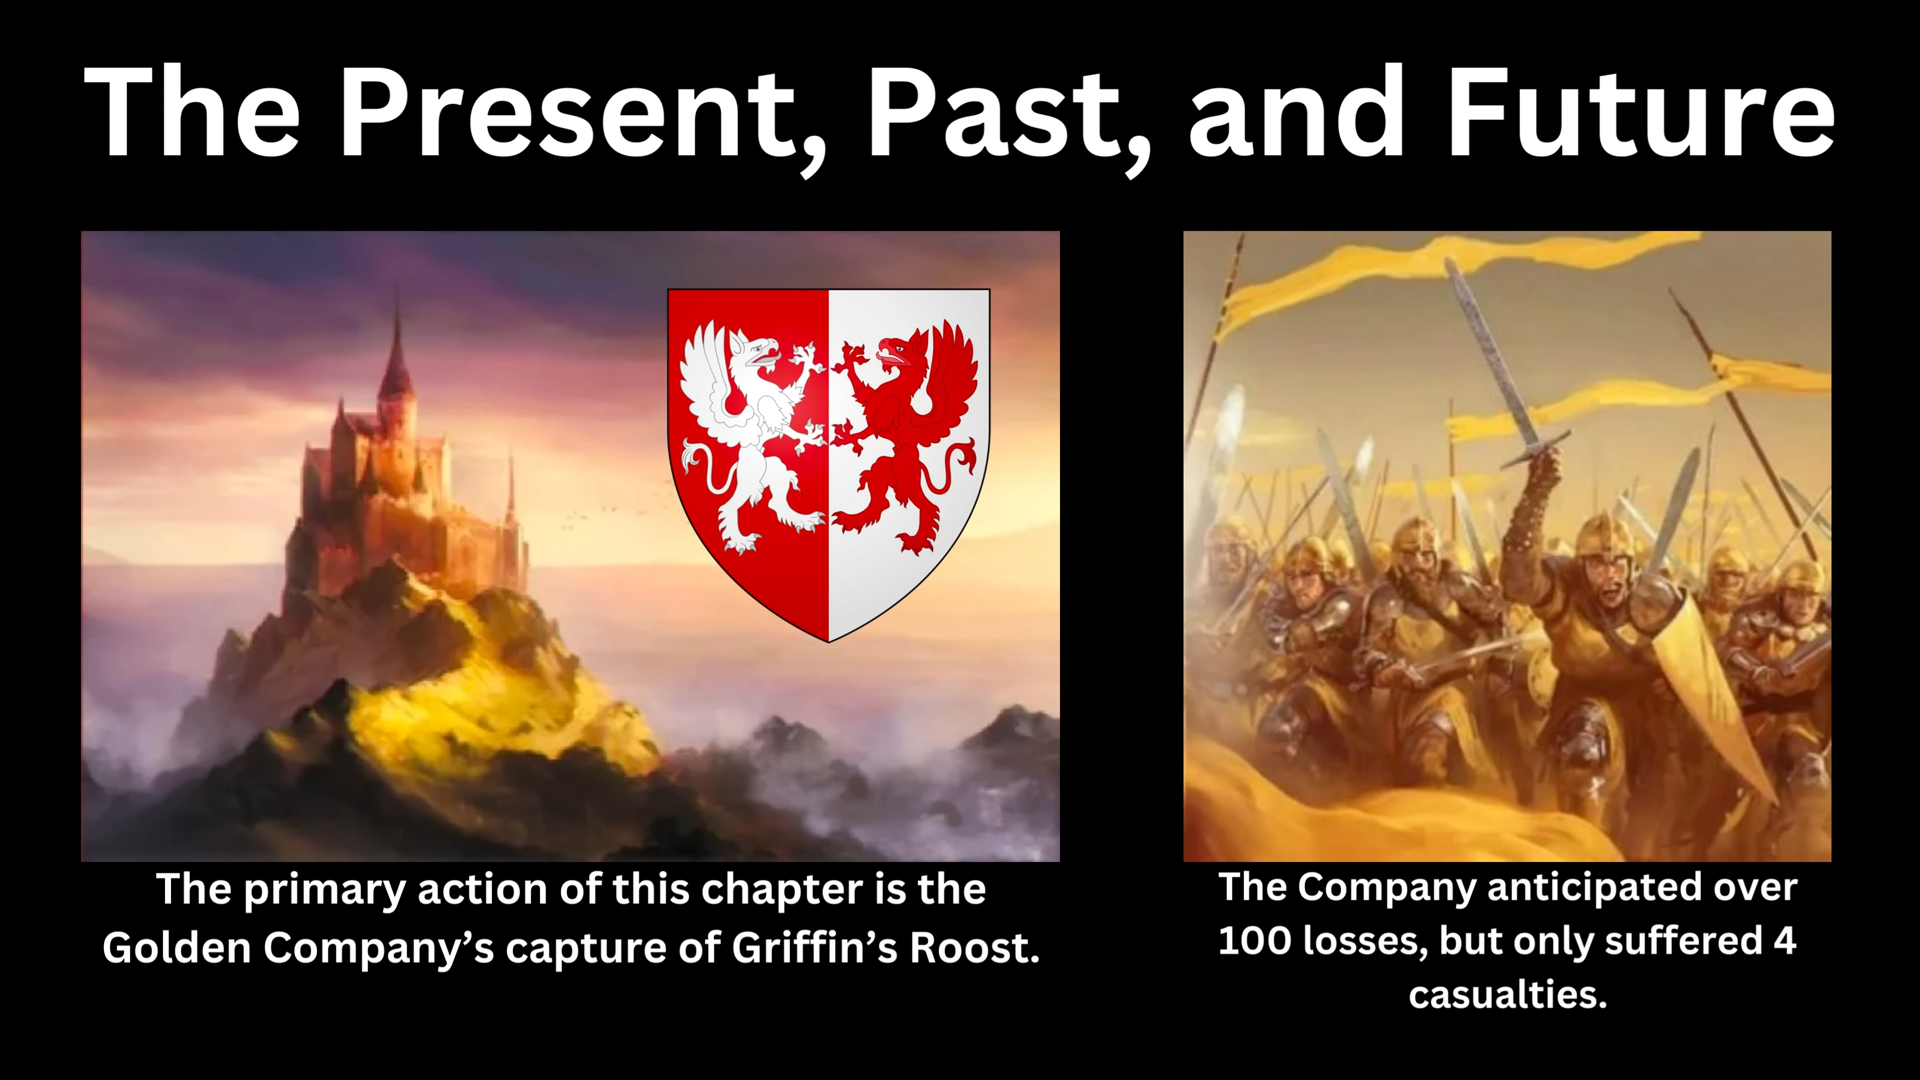 The Present, Past, and Future
The primary action of this chapter is the
Golden Company’s capture of Griffin’s Roost.
The Company anticipated over
100 losses, but only suffered 4
casualties.